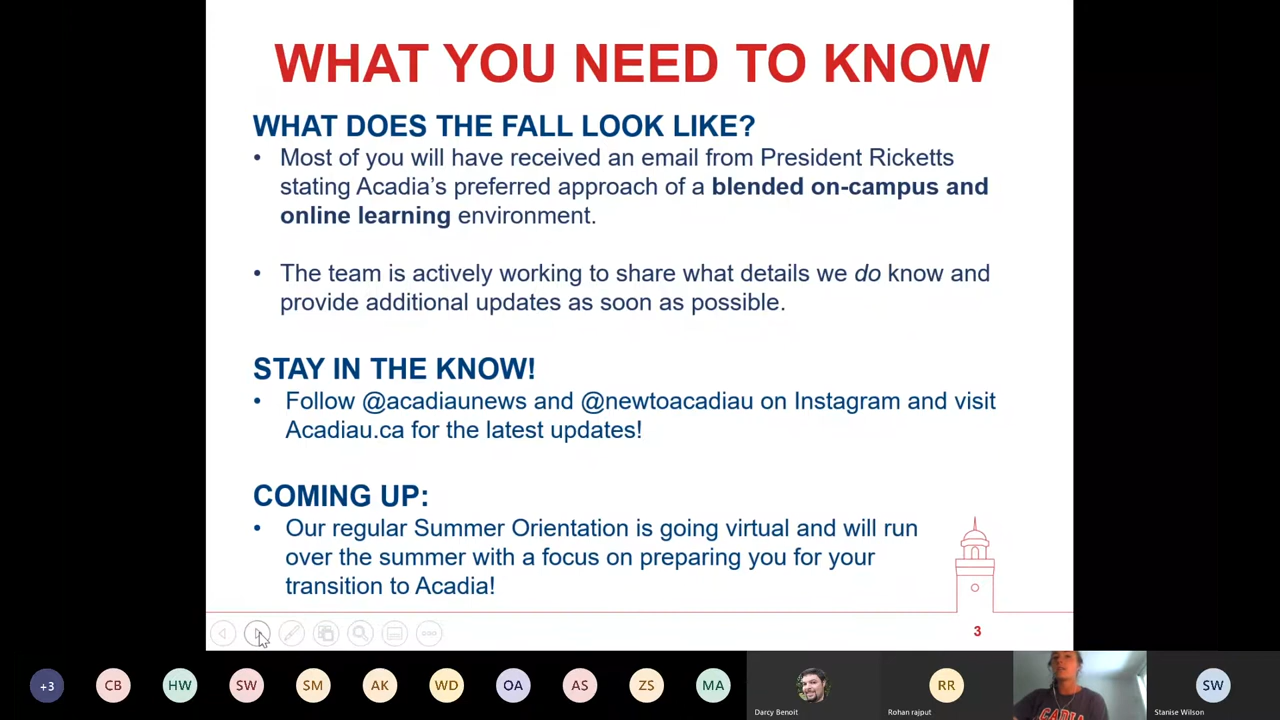 WHAT YOU NEED TO KNOW
WHAT DOES THE FALL LOOK LIKE?
• Most of you will have received an email from President Ricketts
stating Acadia's preferred approach of a blended on-campus and
online learning environment.
• The team is actively working to share what details we do know and
provide additional updates as soon as possible.
STAY IN THE KNOW!
• Follow @acadiaunews and @newtoacadiau on Instagram and visit
Acadiau.ca for the latest updates!
COMING UP:
• Our regular Summer Orientation is going virtual and will run
over the summer with a focus on preparing you for your
transition to Acadia!
3
+3 CB HW SW SM AK WD OA AS ZS MA RR SW
ACADIA
Darcy Benoit Rohan rajput Stanise Wilson